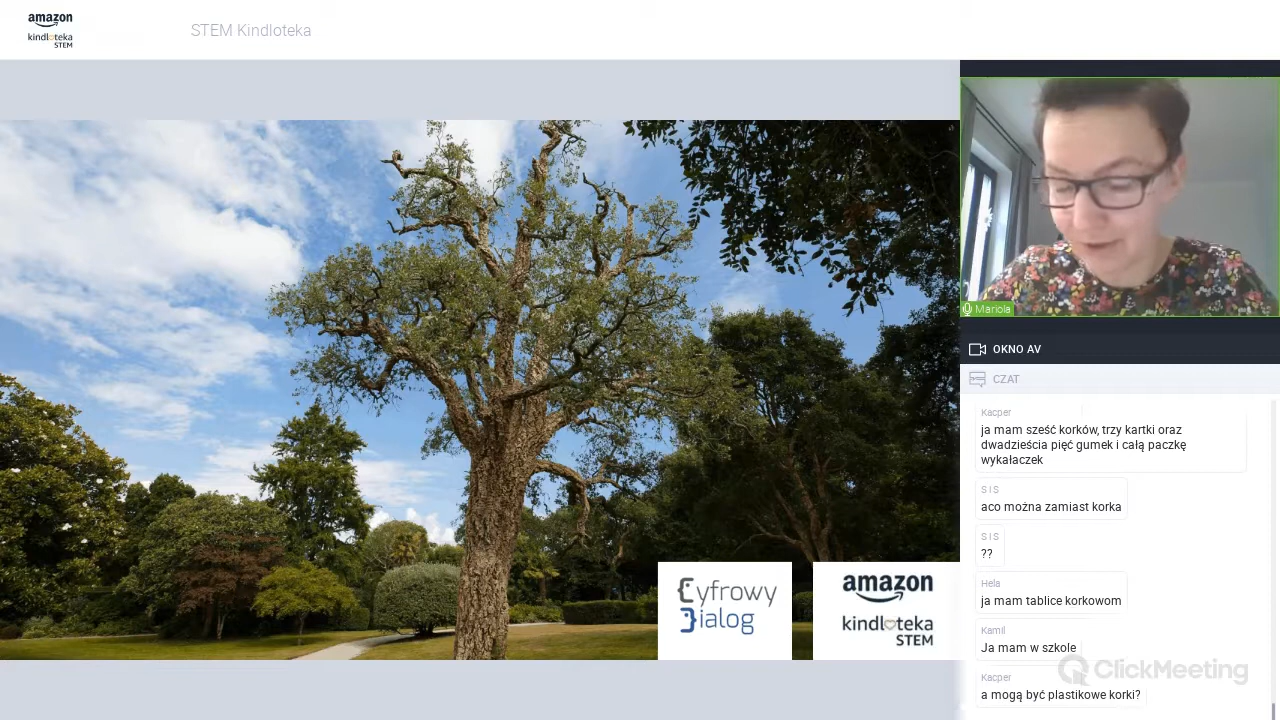 amazon
kindloteka
STEM
STEM Kindloteka
Cyfrowy
Dialog
amazon
kindloteka
STEM
Mariola
OKNO AV
CZAT
Kacper
ja mam sześć korków, trzy kartki oraz
dwadzieścia pięć gumek i całą paczkę
wykałaczek
S I S
aco można zamiast korka
S I S
??
Hela
ja mam tablice korkowom
Kamil
Ja mam w szkole
ClickMeeting
Kacper
a mogą być plastikowe korki?